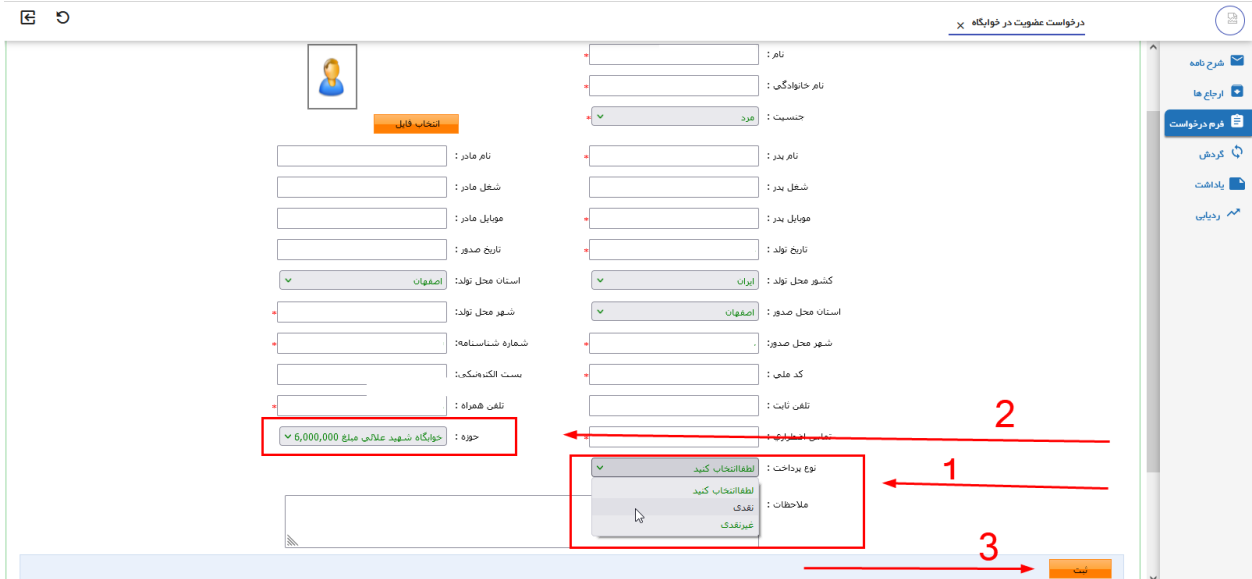 درخواست عضویت در خوابگاه ×
شرح نامه
ارجاع ها
فرم درخواست
گردش
یاداشت
ردیابی
نام :
*
نام خانوادگی :
*
جنسیت : مرد
*
انتخاب فایل
نام پدر :
*
نام مادر :
شغل پدر :
شغل مادر :
موبایل پدر :
*
موبایل مادر :
تاریخ تولد :
*
تاریخ صدور :
کشور محل تولد : ایران
استان محل تولد: اصفهان
استان محل صدور : اصفهان
شهر محل تولد:
*
شهر محل صدور:
*
شماره شناسنامه:
*
کد ملی :
*
پست الکترونیکی:
تلفن ثابت :
تلفن همراه :
*
تماس اضطراری :
*
حوزه : خوابگاه شهید علائی مبلغ 6,000,000
2
نوع پرداخت : لطفاانتخاب کنید
1
لطفاانتخاب کنید
نقدی
غیرنقدی
ملاحظات :
3
ثبت